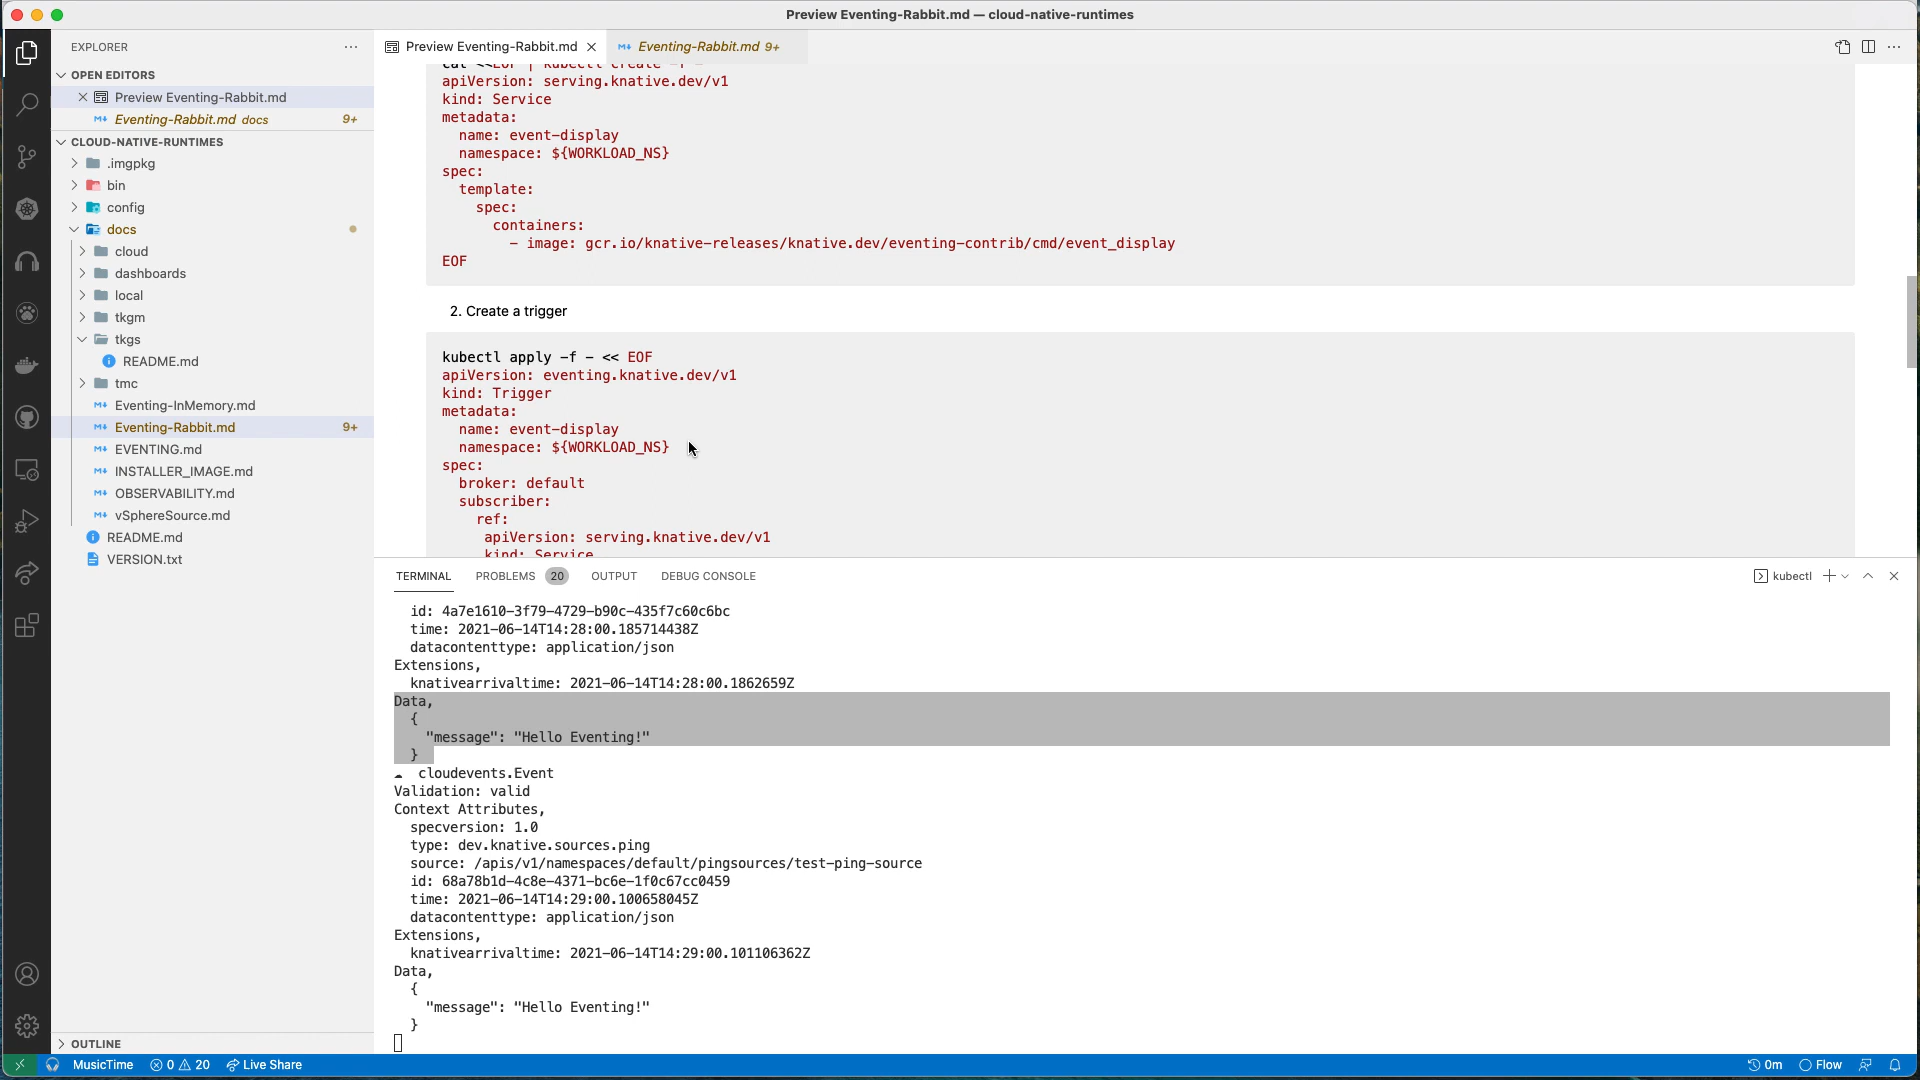 Preview Eventing-Rabbit.md — cloud-native-runtimes
EXPLORER
OPEN EDITORS
Preview Eventing-Rabbit.md
Eventing-Rabbit.md docs 9+
CLOUD-NATIVE-RUNTIMES
.imgpkg
bin
config
docs
cloud
dashboards
local
tkgm
tkgs
README.md
tmc
Eventing-InMemory.md
Eventing-Rabbit.md 9+
EVENTING.md
INSTALLER_IMAGE.md
OBSERVABILITY.md
vSphereSource.md
README.md
VERSION.txt
OUTLINE
Preview Eventing-Rabbit.md
Eventing-Rabbit.md 9+
cat <<EOF | kubectl create -f -
apiVersion: serving.knative.dev/v1
kind: Service
metadata:
  name: event-display
  namespace: ${WORKLOAD_NS}
spec:
  template:
    spec:
      containers:
        - image: gcr.io/knative-releases/knative.dev/eventing-contrib/cmd/event_display
EOF
2. Create a trigger
kubectl apply -f - << EOF
apiVersion: eventing.knative.dev/v1
kind: Trigger
metadata:
  name: event-display
  namespace: ${WORKLOAD_NS}
spec:
  broker: default
  subscriber:
    ref:
     apiVersion: serving.knative.dev/v1
     kind: Service
TERMINAL PROBLEMS 20 OUTPUT DEBUG CONSOLE
kubectl
  id: 4a7e1610-3f79-4729-b90c-435f7c60c6bc
  time: 2021-06-14T14:28:00.185714438Z
  datacontenttype: application/json
Extensions,
  knativearrivaltime: 2021-06-14T14:28:00.1862659Z
Data,
  {
    "message": "Hello Eventing!"
  }
☁ cloudevents.Event
Validation: valid
Context Attributes,
  specversion: 1.0
  type: dev.knative.sources.ping
  source: /apis/v1/namespaces/default/pingsources/test-ping-source
  id: 68a78b1d-4c8e-4371-bc6e-1f0c67cc0459
  time: 2021-06-14T14:29:00.100658045Z
  datacontenttype: application/json
Extensions,
  knativearrivaltime: 2021-06-14T14:29:00.101106362Z
Data,
  {
    "message": "Hello Eventing!"
  }
MusicTime 0 20 Live Share
0m Flow